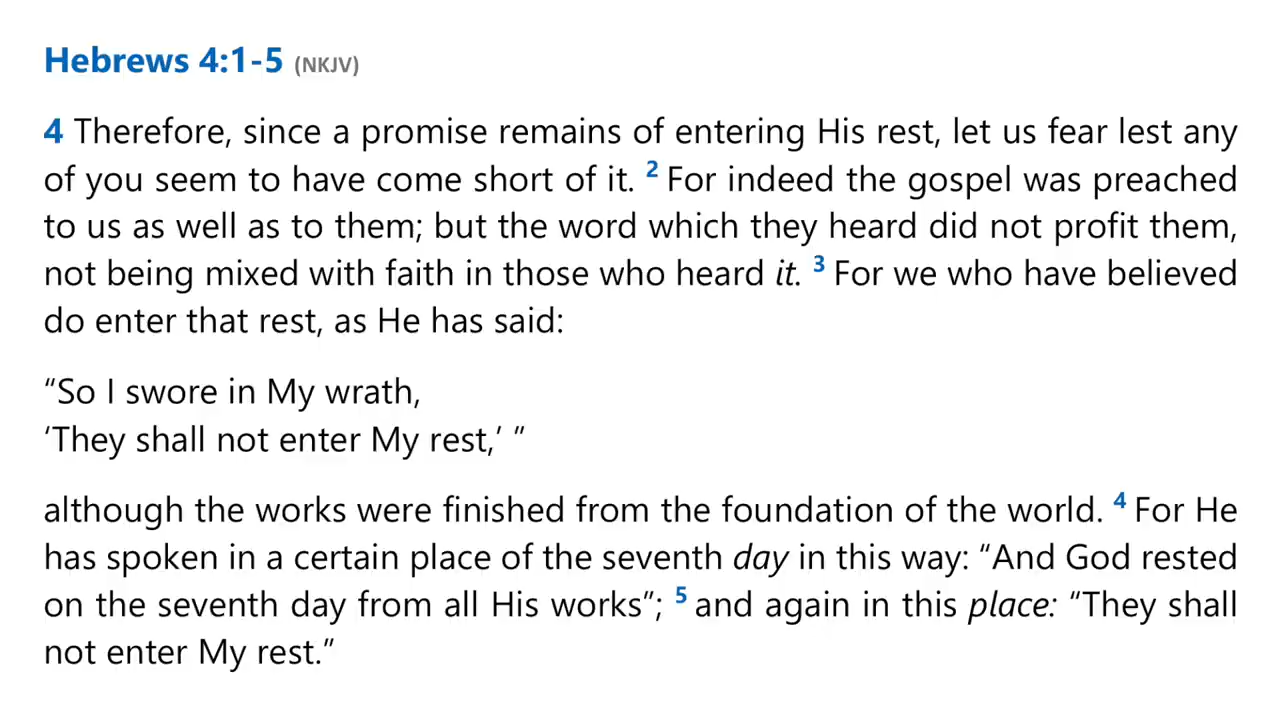 Hebrews 4:1-5 (NKJV)
4 Therefore, since a promise remains of entering His rest, let us fear lest any
of you seem to have come short of it. 2 For indeed the gospel was preached
to us as well as to them; but the word which they heard did not profit them,
not being mixed with faith in those who heard it. 3 For we who have believed
do enter that rest, as He has said:
“So I swore in My wrath,
‘They shall not enter My rest,’ ”
although the works were finished from the foundation of the world. 4 For He
has spoken in a certain place of the seventh day in this way: “And God rested
on the seventh day from all His works”; 5 and again in this place: “They shall
not enter My rest.”